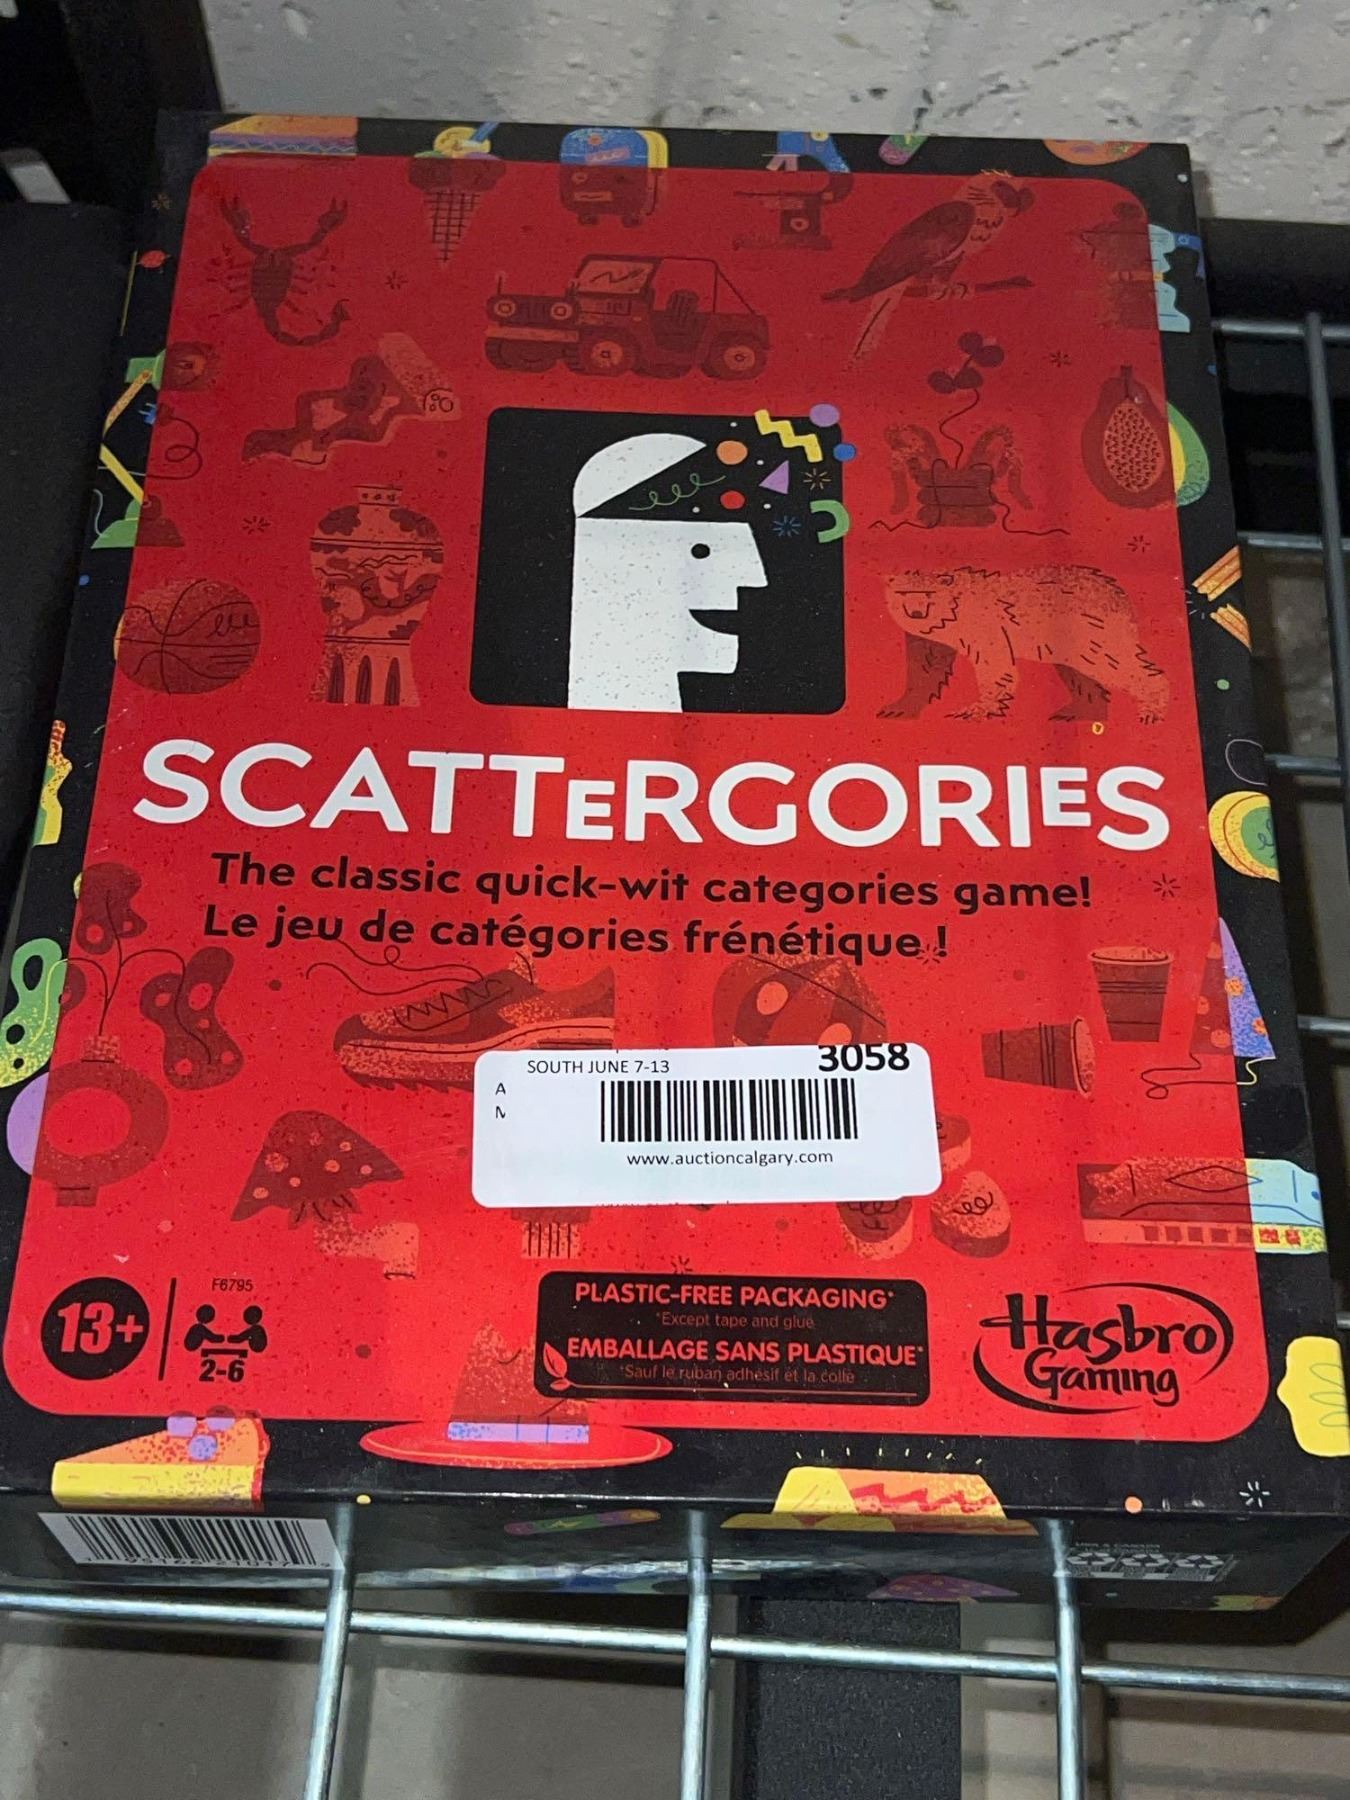 SCATTERGORIES
The classic quick-wit categories game!
Le jeu de catégories frénétique !
SOUTH JUNE 7-13
3058
A
www.auctioncalgary.com
13+
F6795
2-6
PLASTIC-FREE PACKAGING*
*Except tape and glue
EMBALLAGE SANS PLASTIQUE*
*Sauf le ruban adhésif et la colle
Hasbro
Gaming